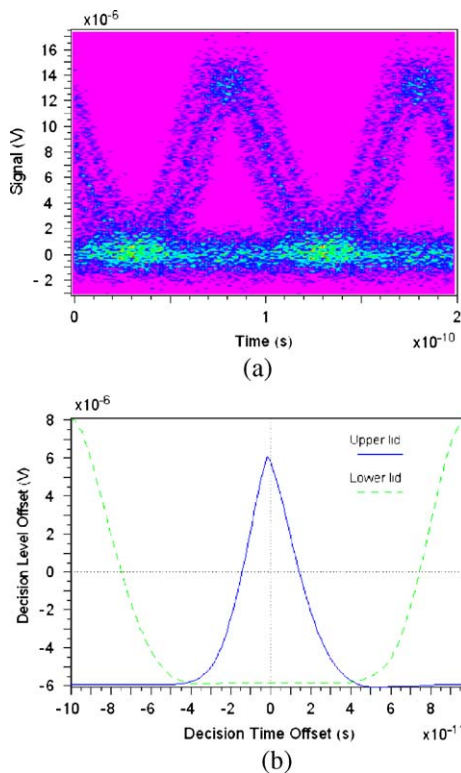 x10⁻⁶
16
14
12
10
8
6
4
2
0
- 2
Signal (V)
0 1 2
Time (s)
x10⁻¹⁰
(a)
x10⁻⁶
8
6
4
2
0
-2
-4
-6
Decision Level Offset (V)
Upper lid
Lower lid
-10 -8 -6 -4 -2 0 2 4 6 8
Decision Time Offset (s)
x10⁻¹¹
(b)